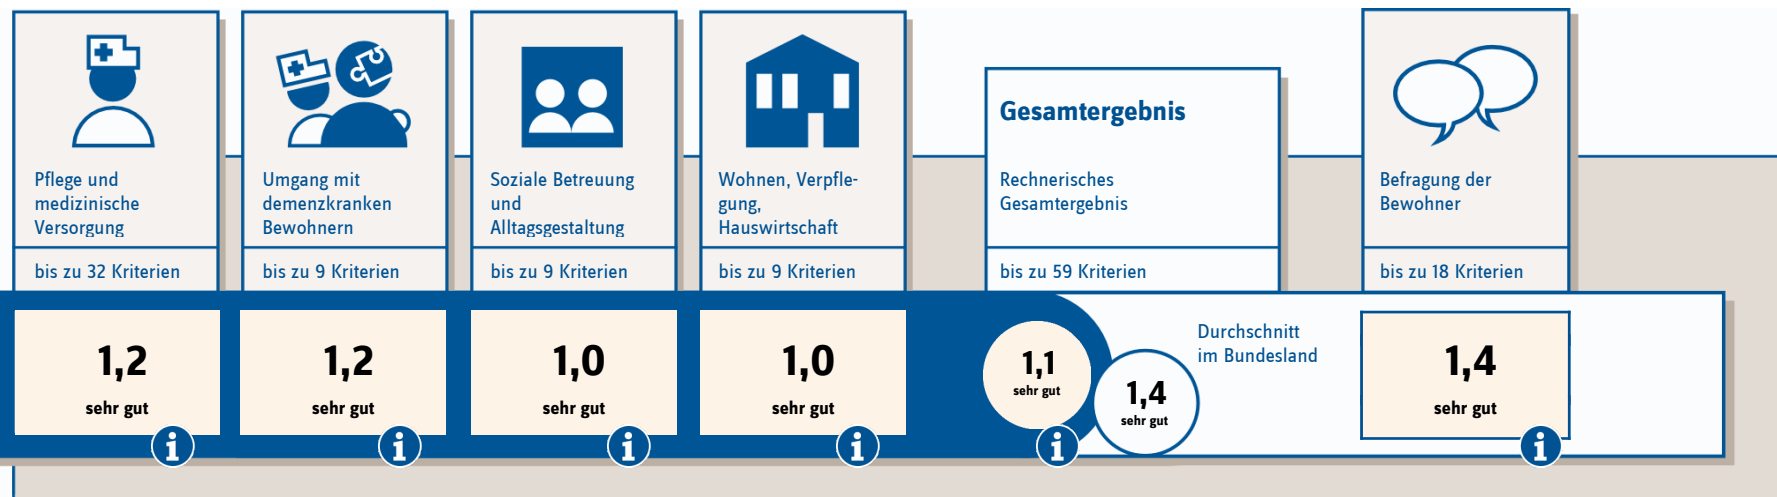 Pflege und
medizinische
Versorgung
bis zu 32 Kriterien
1,2
sehr gut
Umgang mit
demenzkranken
Bewohnern
bis zu 9 Kriterien
1,2
sehr gut
Soziale Betreuung
und
Alltagsgestaltung
bis zu 9 Kriterien
1,0
sehr gut
Wohnen, Verpfle-
gung,
Hauswirtschaft
bis zu 9 Kriterien
1,0
sehr gut
Gesamtergebnis
Rechnerisches
Gesamtergebnis
bis zu 59 Kriterien
1,1
sehr gut
Durchschnitt
im Bundesland
1,4
sehr gut
Befragung der
Bewohner
bis zu 18 Kriterien
1,4
sehr gut
i
i
i
i
i
i